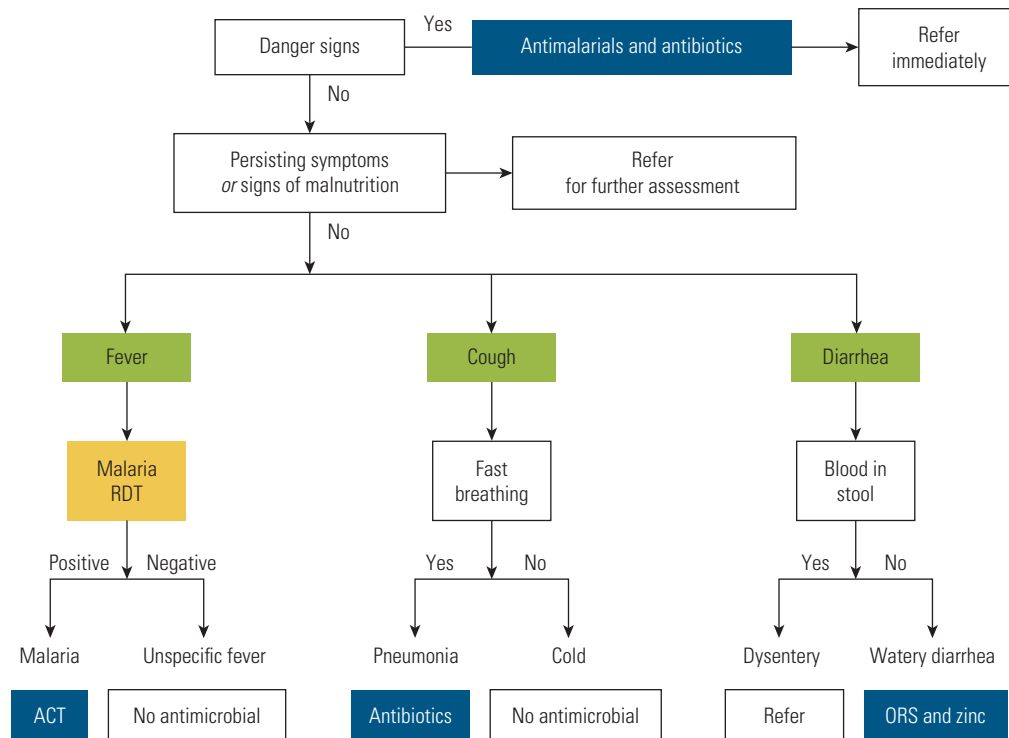 Danger signs
Yes
Antimalarials and antibiotics
Refer
immediately
No
Persisting symptoms
or signs of malnutrition
Refer
for further assessment
No
Fever
Cough
Diarrhea
Malaria
RDT
Fast
breathing
Blood in
stool
Positive
Negative
Yes
No
Yes
No
Malaria
Unspecific fever
Pneumonia
Cold
Dysentery
Watery diarrhea
ACT
No antimicrobial
Antibiotics
No antimicrobial
Refer
ORS and zinc